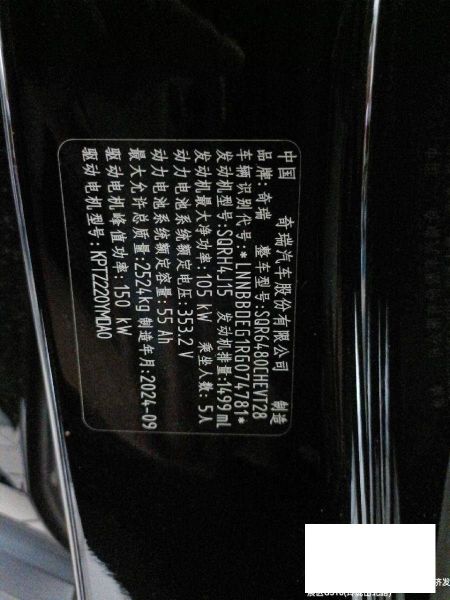 中国 奇瑞汽车股份有限公司 制造
品牌:奇瑞 整车型号:SQR6480CHEVT28
车辆识别代号:*LNNBBDEG1RG074781*
发动机型号:SQRH4J15 发动机排量:1499 mL
发动机最大净功率:105 kW 乘坐人数:5人
动力电池系统额定电压:353.2 V
动力电池系统额定容量:55 Ah
最大允许总质量:2524kg 制造年月:2024-09
驱动电机峰值功率:150 kW
驱动电机型号:NPTZ220YMDA0